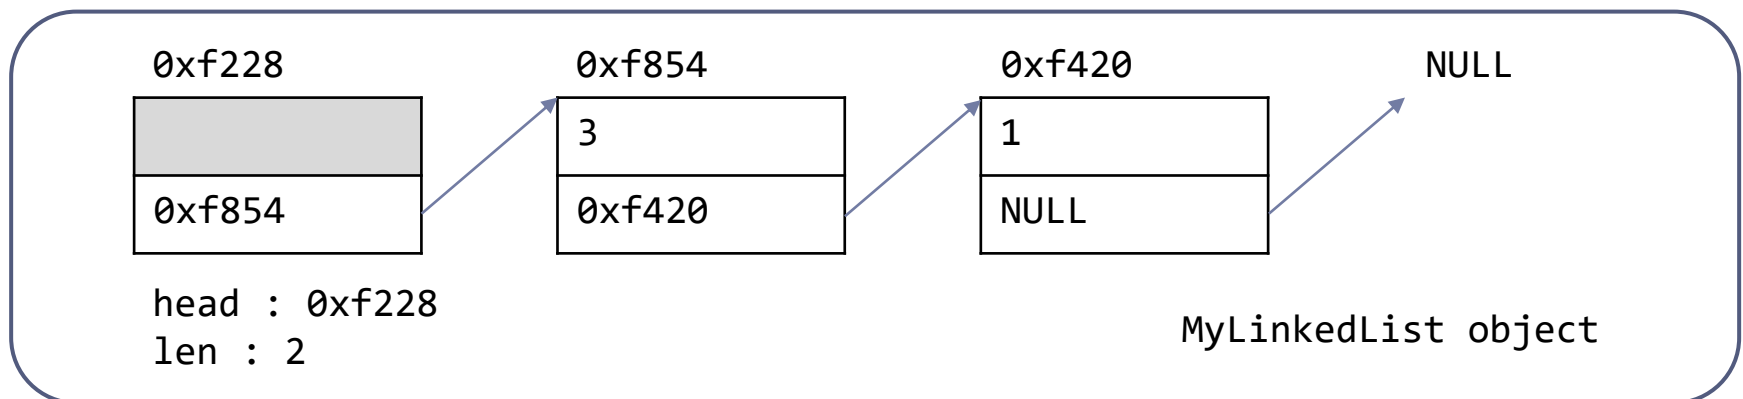 0xf228 0xf854 0xf420 NULL
3 1
0xf854 0xf420 NULL
head : 0xf228
len : 2
MyLinkedList object